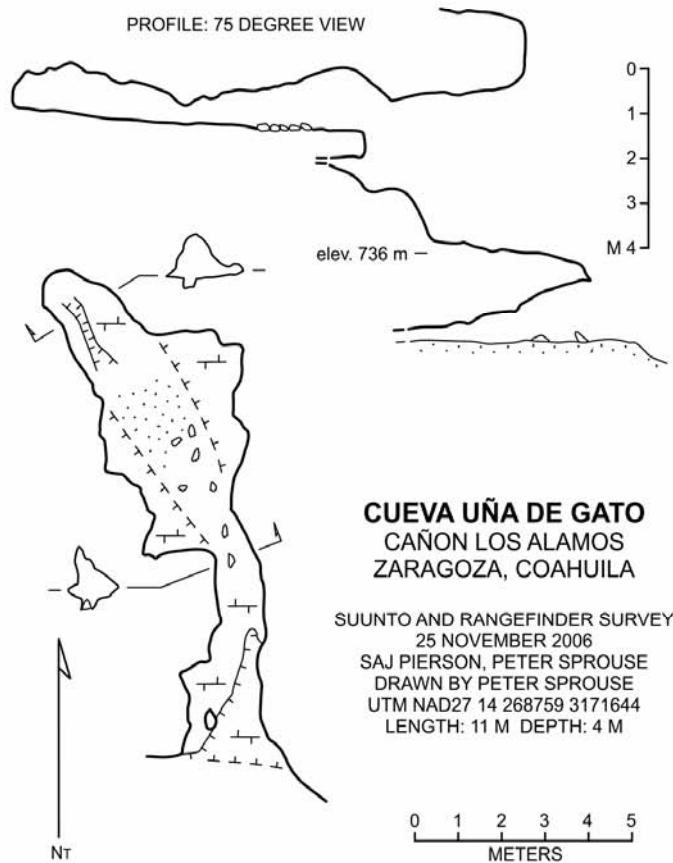 PROFILE: 75 DEGREE VIEW
0
1
2
3
M 4
elev. 736 m
CUEVA UÑA DE GATO
CAÑON LOS ALAMOS
ZARAGOZA, COAHUILA
SUUNTO AND RANGEFINDER SURVEY
25 NOVEMBER 2006
SAJ PIERSON, PETER SPROUSE
DRAWN BY PETER SPROUSE
UTM NAD27 14 268759 3171644
LENGTH: 11 M DEPTH: 4 M
0 1 2 3 4 5
METERS
NT